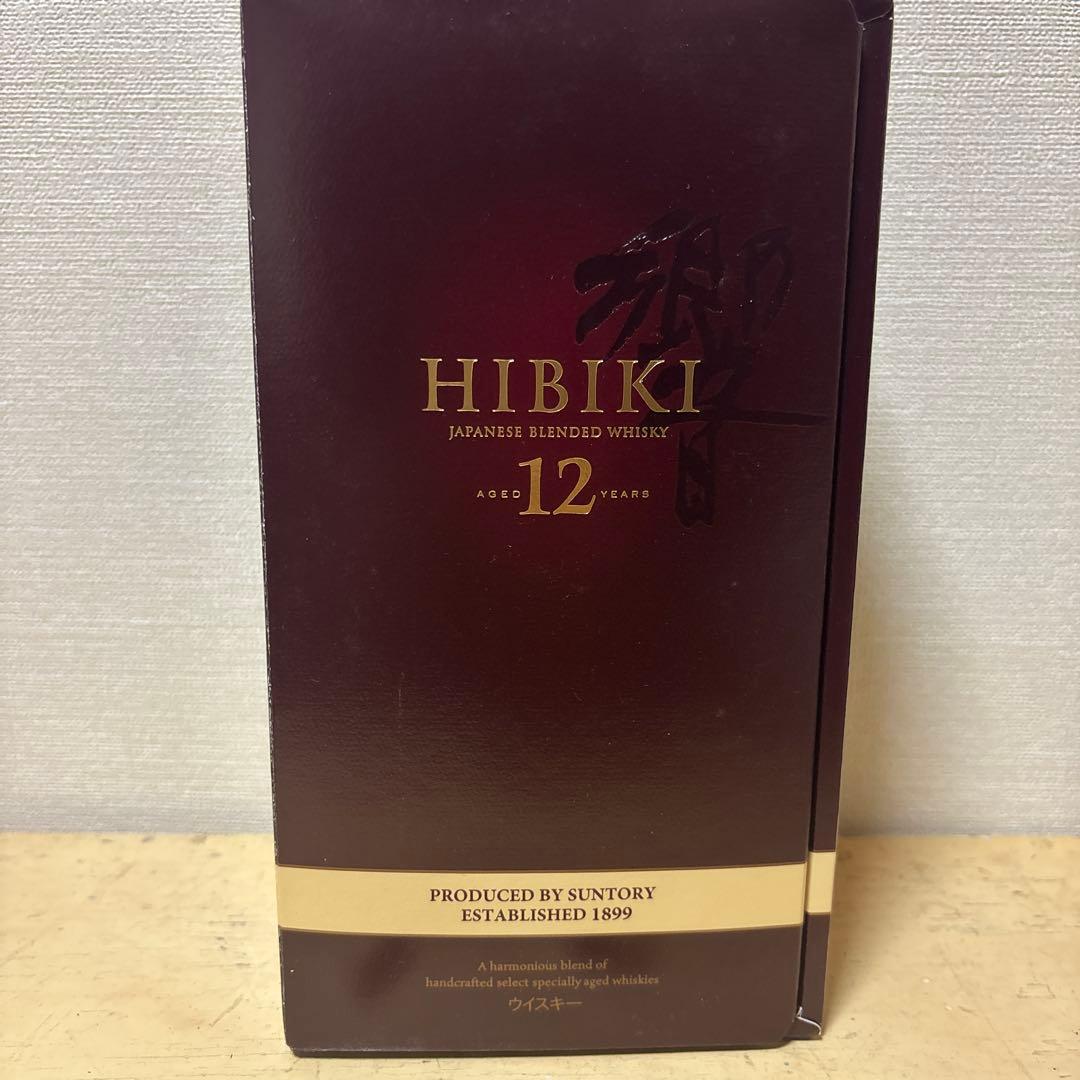 響
HIBIKI
JAPANESE BLENDED WHISKY
AGED 12 YEARS
PRODUCED BY SUNTORY
ESTABLISHED 1899
A harmonious blend of
handcrafted select specially aged whiskies
ウイスキー